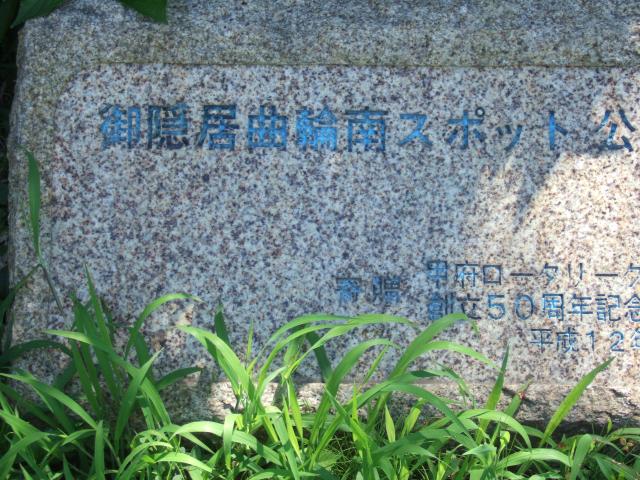 御隠居曲輪南スポット 公
寄贈 甲府ロータリーク
創立50周年記念
平成12年